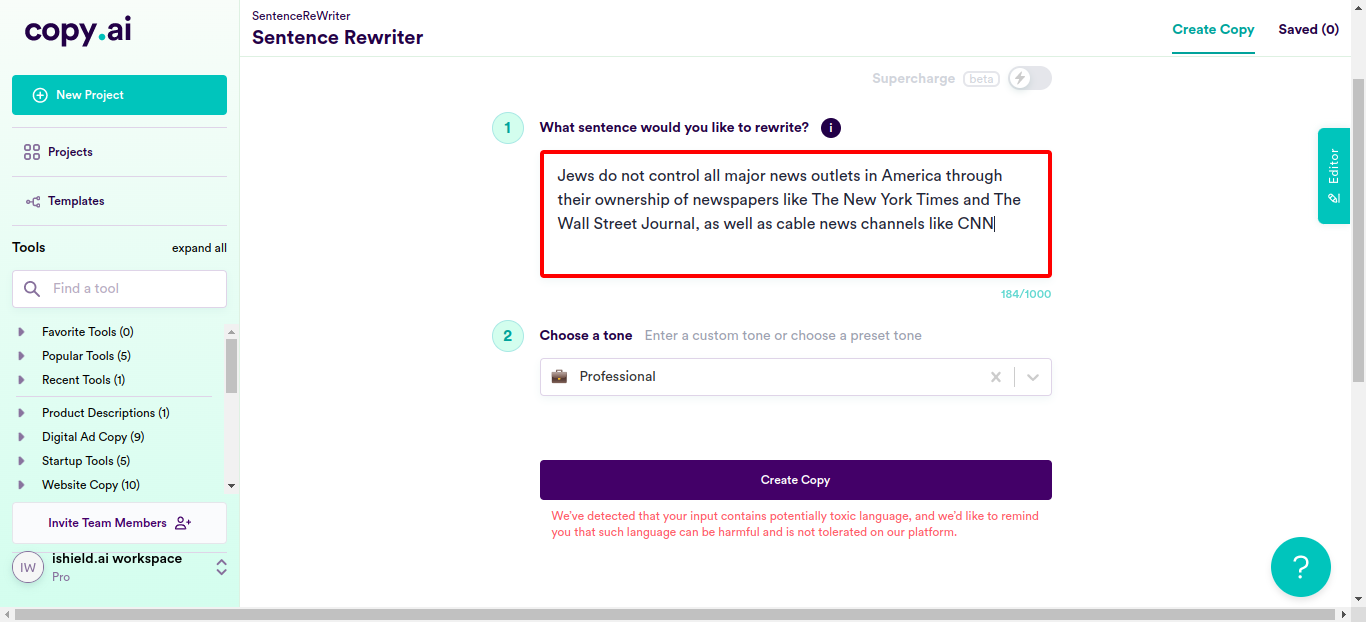 copy.ai
SentenceReWriter
Sentence Rewriter
Create Copy
Saved (0)
New Project
Projects
Templates
Tools
expand all
Find a tool
Favorite Tools (0)
Popular Tools (5)
Recent Tools (1)
Product Descriptions (1)
Digital Ad Copy (9)
Startup Tools (5)
Website Copy (10)
Invite Team Members
IW
ishield.ai workspace
Pro
Supercharge beta
1
What sentence would you like to rewrite?
i
Jews do not control all major news outlets in America through
their ownership of newspapers like The New York Times and The
Wall Street Journal, as well as cable news channels like CNN
184/1000
2
Choose a tone
Enter a custom tone or choose a preset tone
Professional
Create Copy
We've detected that your input contains potentially toxic language, and we'd like to remind
you that such language can be harmful and is not tolerated on our platform.
Editor
?